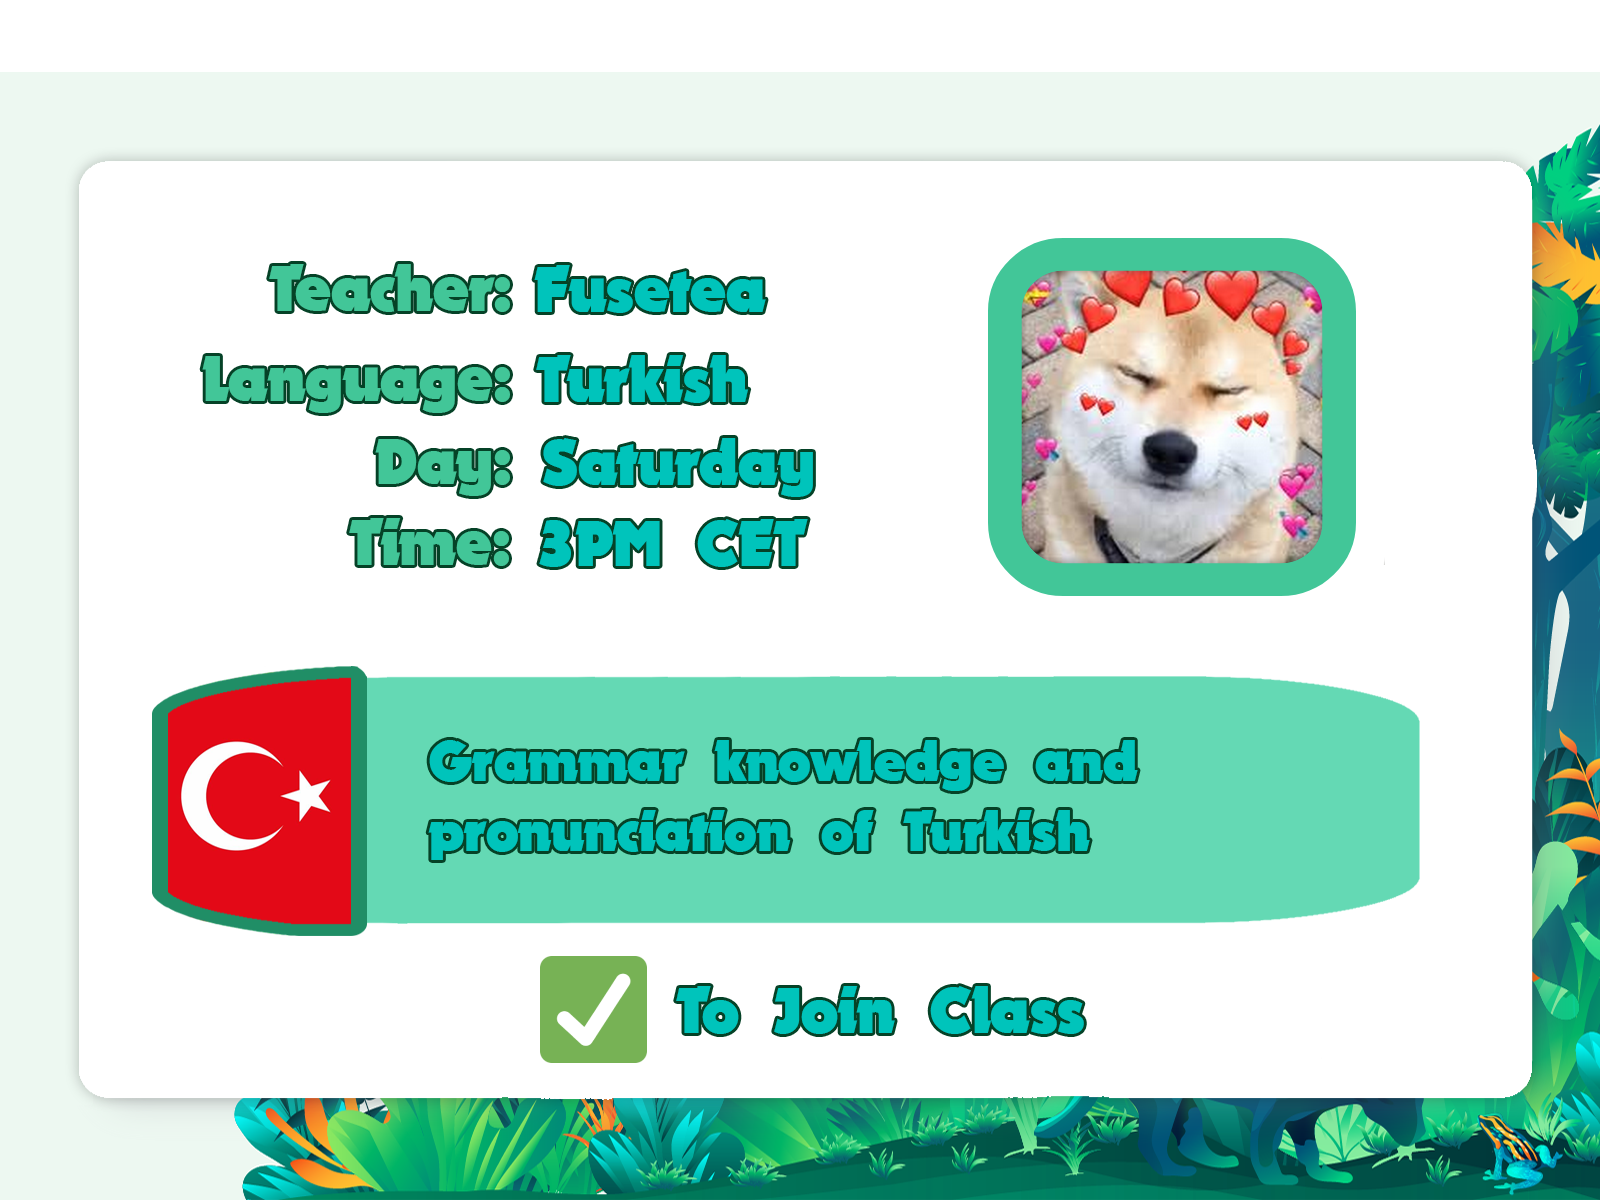 Teacher: Fusetea
Language: Turkish
Day: Saturday
Time: 3PM CET
Grammar knowledge and
pronunciation of Turkish
To Join Class